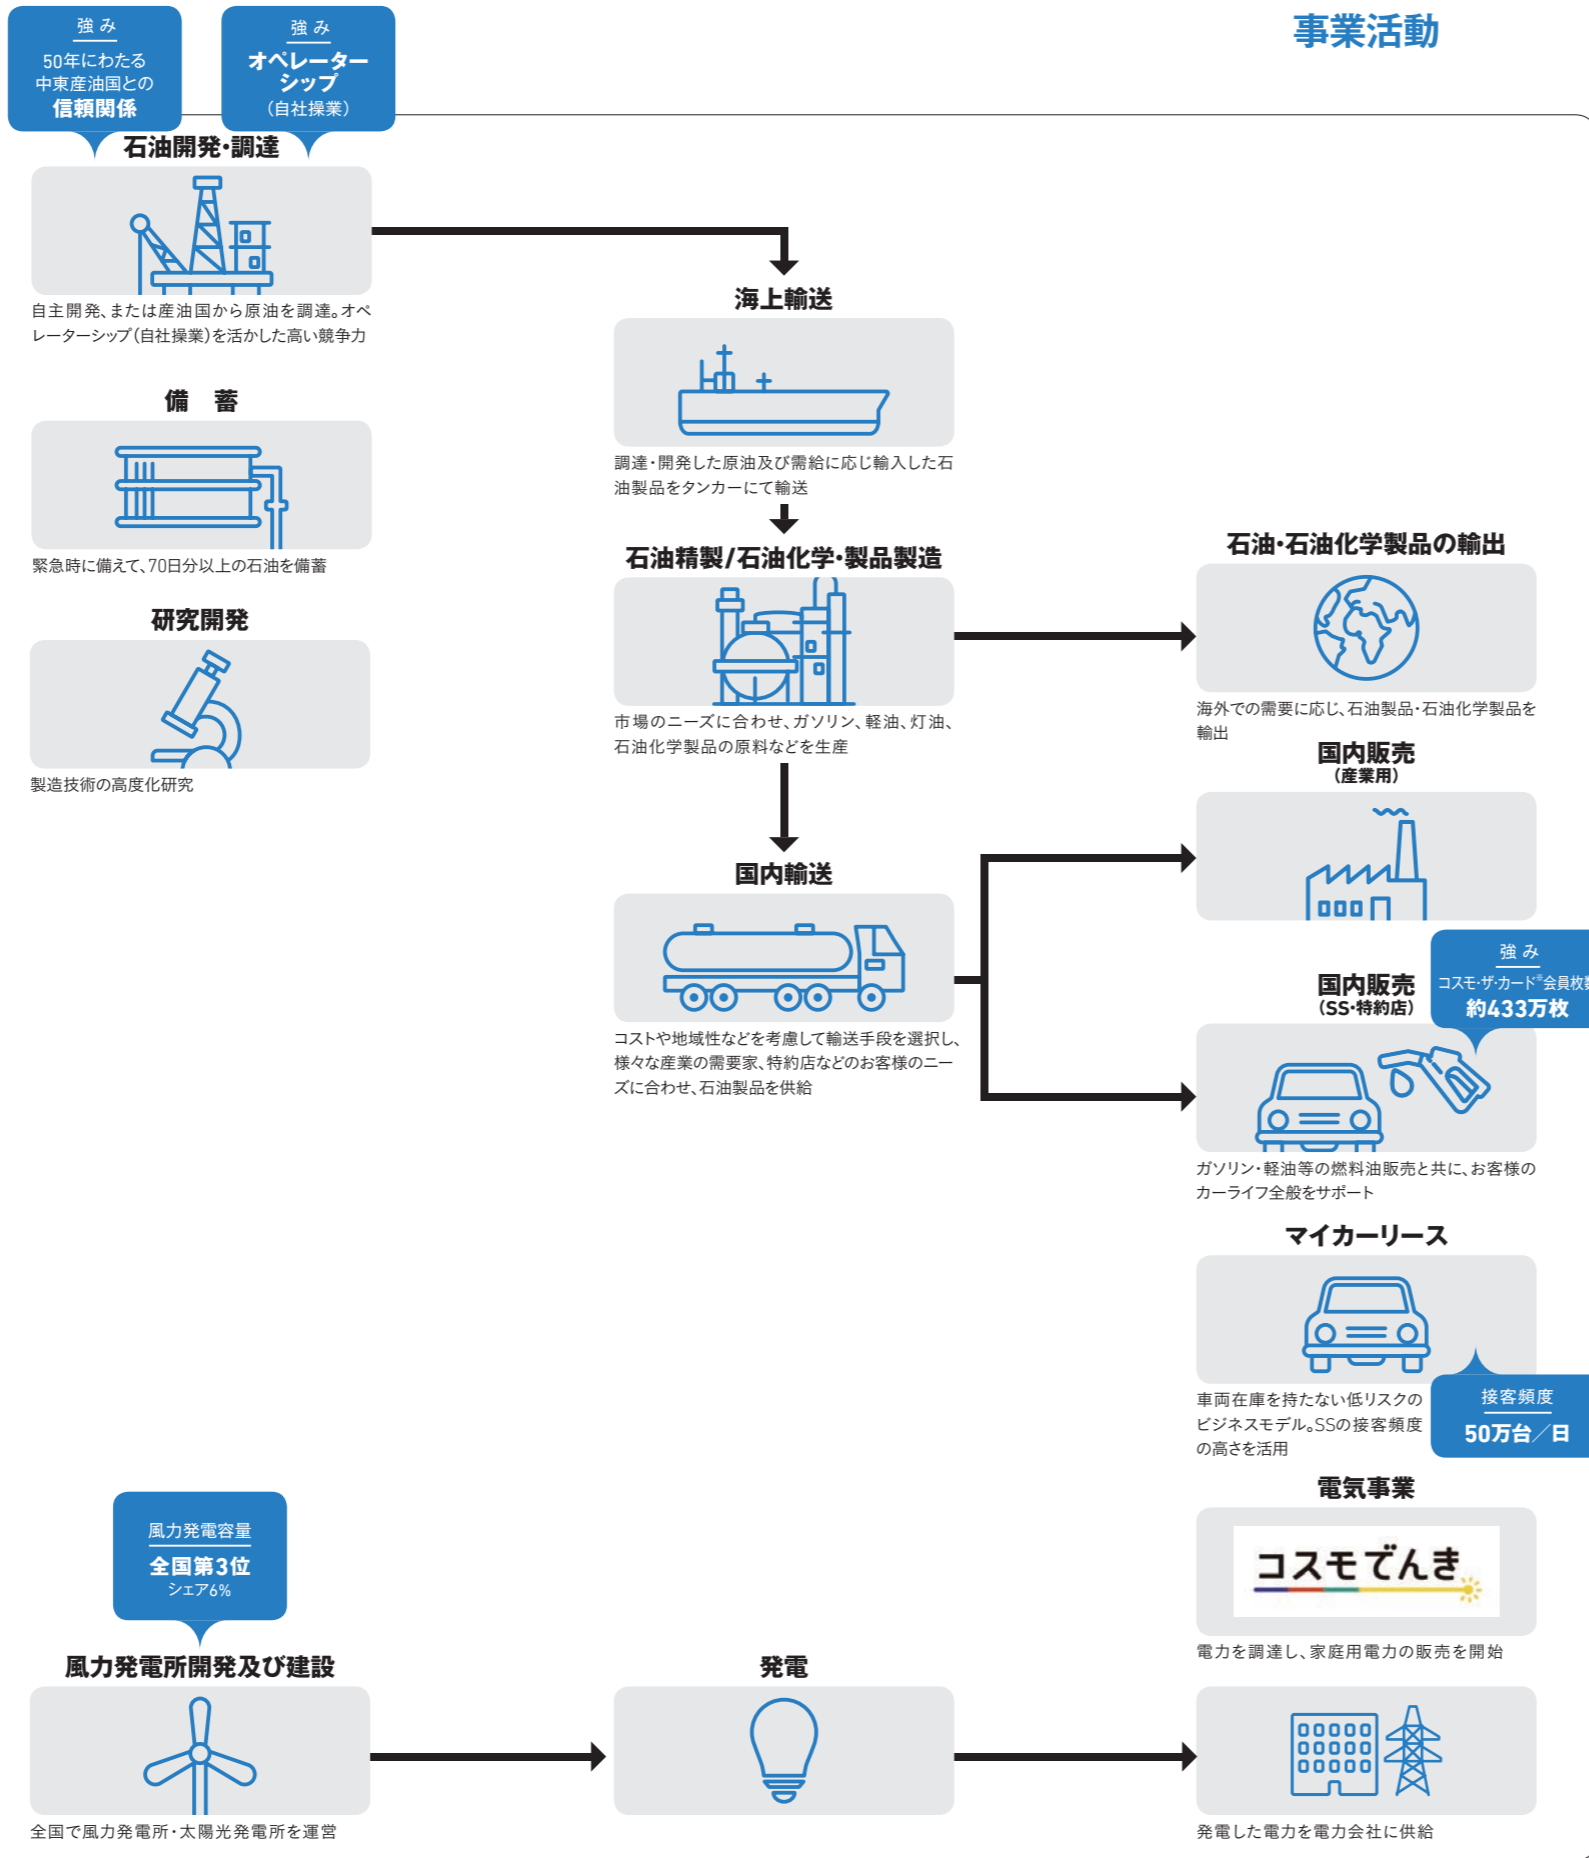 事業活動
強み
50年にわたる
中東産油国との
信頼関係
強み
オペレーター
シップ
（自社操業）
石油開発・調達
自主開発、または産油国から原油を調達。オペ
レーターシップ（自社操業）を活かした高い競争力
備　蓄
緊急時に備えて、70日分以上の石油を備蓄
研究開発
製造技術の高度化研究
海上輸送
調達・開発した原油及び需給に応じ輸入した石
油製品をタンカーにて輸送
石油精製/石油化学・製品製造
市場のニーズに合わせ、ガソリン、軽油、灯油、
石油化学製品の原料などを生産
国内輸送
コストや地域性などを考慮して輸送手段を選択し、
様々な産業の需要家、特約店などのお客様のニー
ズに合わせ、石油製品を供給
石油・石油化学製品の輸出
海外での需要に応じ、石油製品・石油化学製品を
輸出
国内販売
（産業用）
国内販売
（SS・特約店）
強み
コスモ・ザ・カード※会員枚数
約433万枚
ガソリン・軽油等の燃料油販売と共に、お客様の
カーライフ全般をサポート
マイカーリース
車両在庫を持たない低リスクの
ビジネスモデル。SSの接客頻度
の高さを活用
接客頻度
50万台／日
電気事業
コスモでんき
電力を調達し、家庭用電力の販売を開始
風力発電容量
全国第3位
シェア6%
風力発電所開発及び建設
全国で風力発電所・太陽光発電所を運営
発電
発電した電力を電力会社に供給